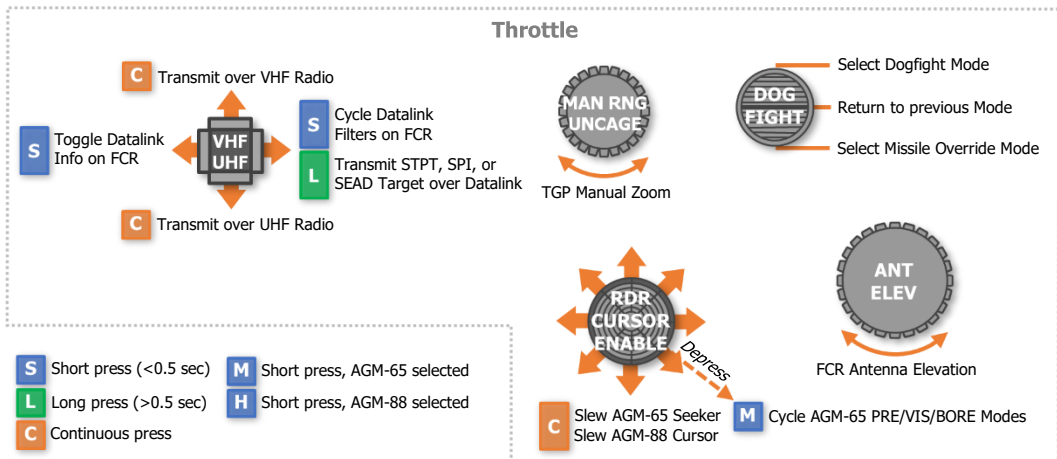 Throttle
C
Transmit over VHF Radio
S
Toggle Datalink
Info on FCR
VHF
UHF
S
Cycle Datalink
Filters on FCR
L
Transmit STPT, SPI, or
SEAD Target over Datalink
C
Transmit over UHF Radio
MAN RNG
UNCAGE
TGP Manual Zoom
DOG
FIGHT
Select Dogfight Mode
Return to previous Mode
Select Missile Override Mode
RDR
CURSOR
ENABLE
Depress
C
Slew AGM-65 Seeker
Slew AGM-88 Cursor
M
Cycle AGM-65 PRE/VIS/BORE Modes
ANT
ELEV
FCR Antenna Elevation
S
Short press (<0.5 sec)
M
Short press, AGM-65 selected
L
Long press (>0.5 sec)
H
Short press, AGM-88 selected
C
Continuous press